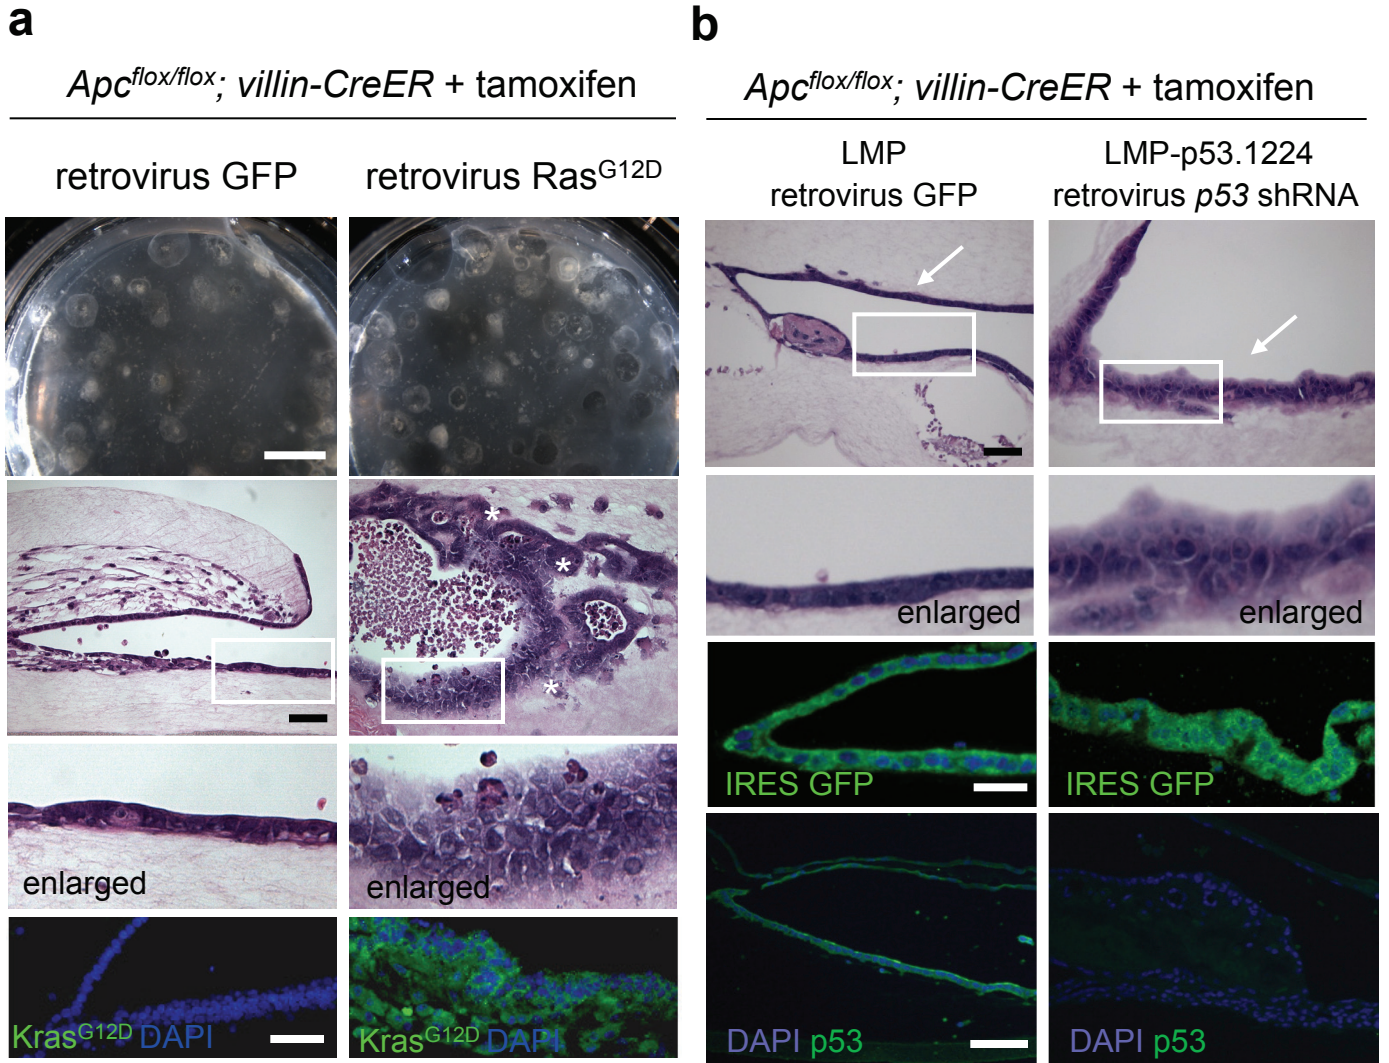 a
Apcflox/flox; villin-CreER + tamoxifen
retrovirus GFP
retrovirus RasG12D
*
*
*
enlarged
enlarged
KrasG12D DAPI
KrasG12D DAPI
b
Apcflox/flox; villin-CreER + tamoxifen
LMP
retrovirus GFP
LMP-p53.1224
retrovirus p53 shRNA
enlarged
enlarged
IRES GFP
IRES GFP
DAPI p53
DAPI p53